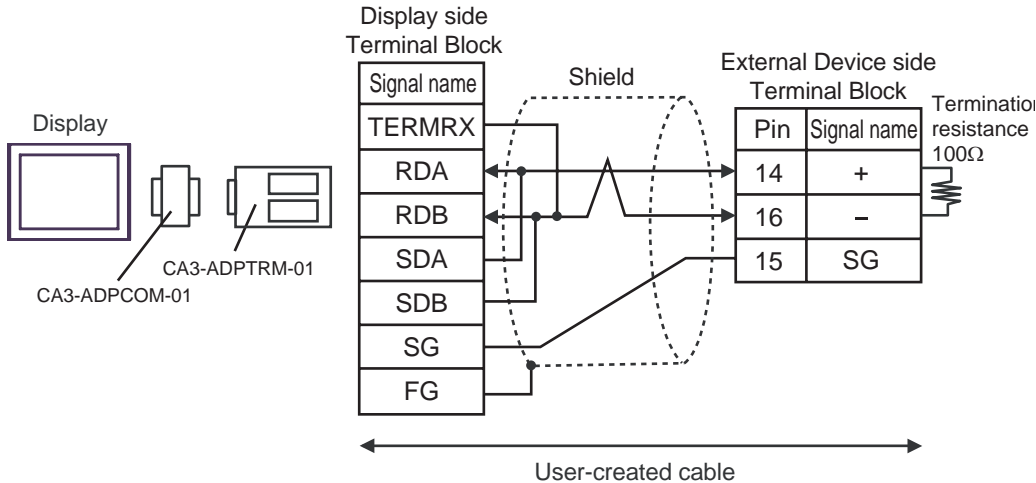 Display side
Terminal Block
Signal name
TERMRX
RDA
RDB
SDA
SDB
SG
FG
Shield
External Device side
Terminal Block
Pin Signal name
14 +
16 –
15 SG
Termination
resistance
100Ω
Display
CA3-ADPTRM-01
CA3-ADPCOM-01
User-created cable